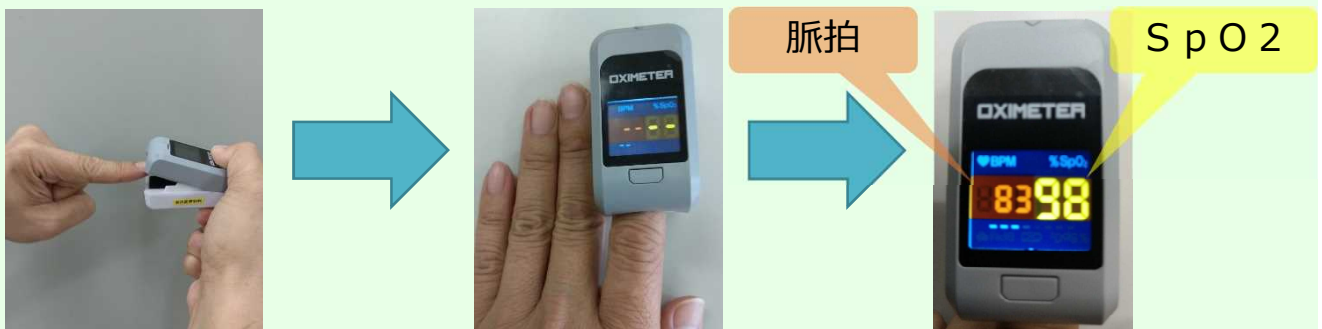 脈拍
ＳｐＯ２
OXIMETER
BPM %SpO₂
-- --
OXIMETER
♥BPM %SpO₂
83 98